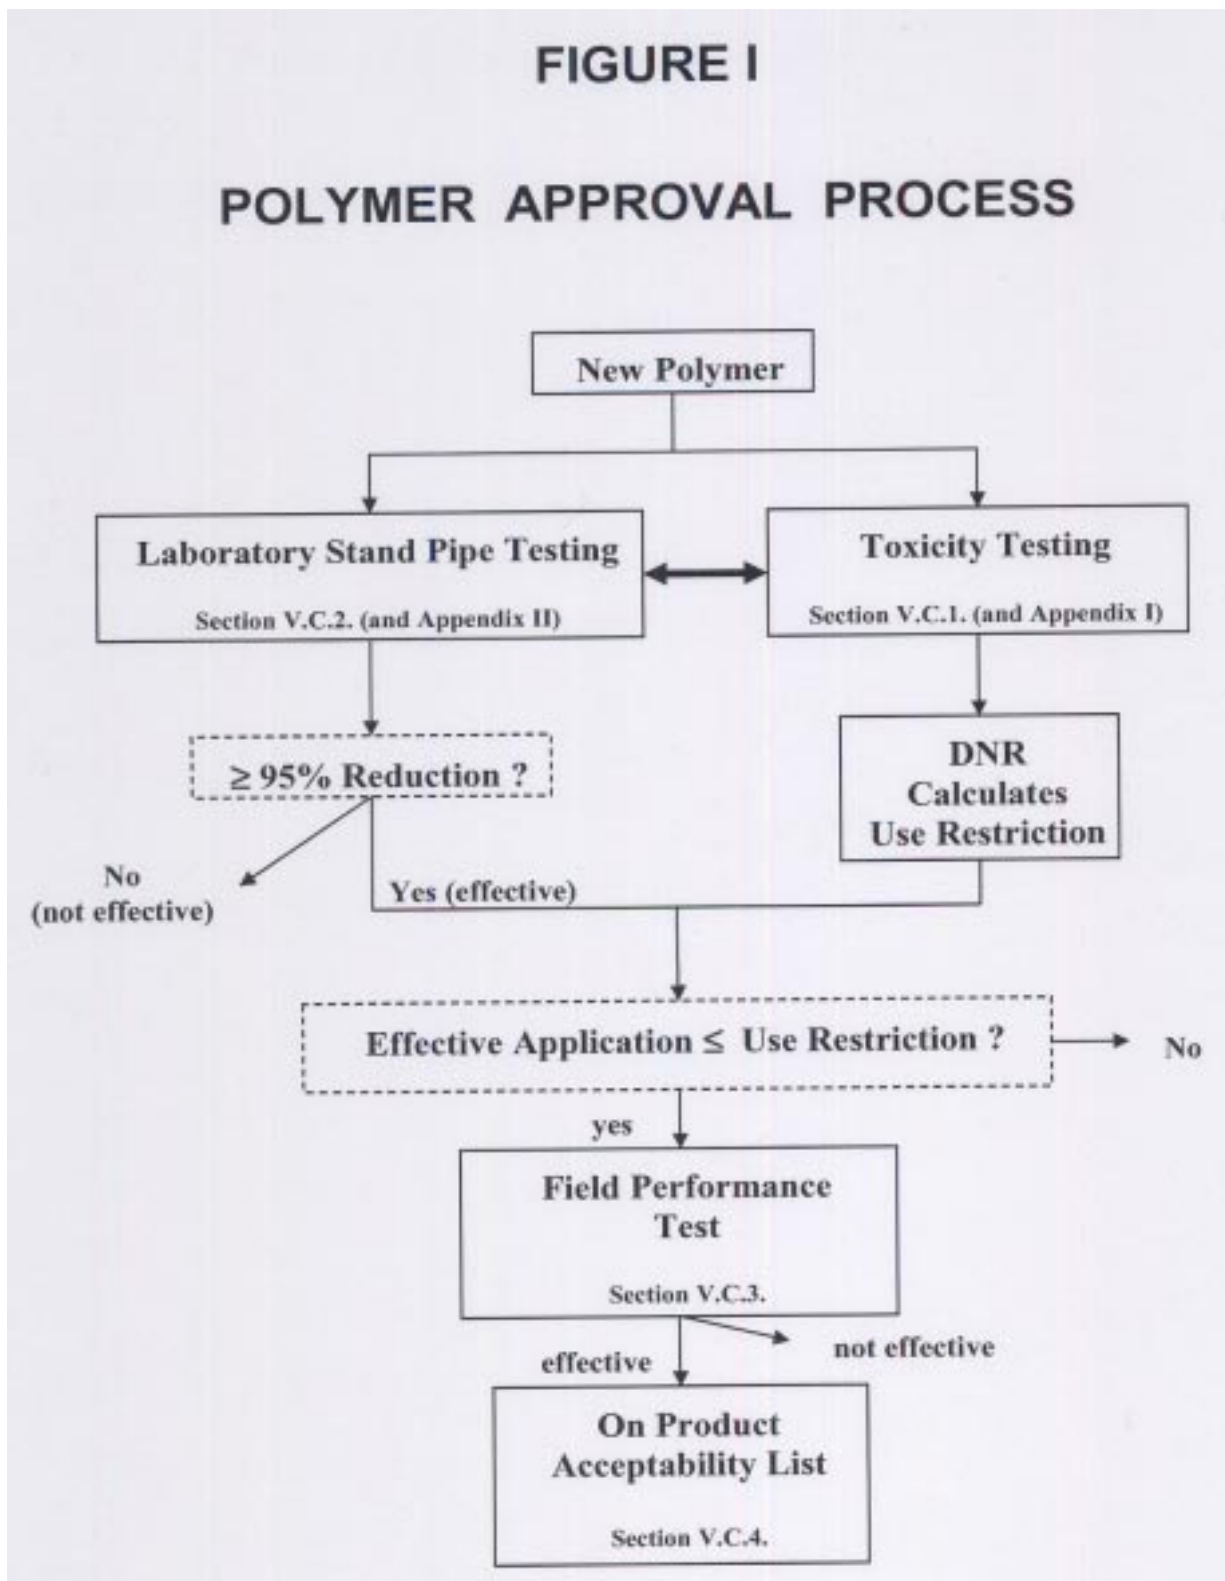 FIGURE I
POLYMER APPROVAL PROCESS
New Polymer
Laboratory Stand Pipe Testing
Section V.C.2. (and Appendix II)
Toxicity Testing
Section V.C.1. (and Appendix I)
≥ 95% Reduction ?
DNR
Calculates
Use Restriction
No
(not effective)
Yes (effective)
Effective Application ≤ Use Restriction ?
No
yes
Field Performance
Test
Section V.C.3.
effective
not effective
On Product
Acceptability List
Section V.C.4.